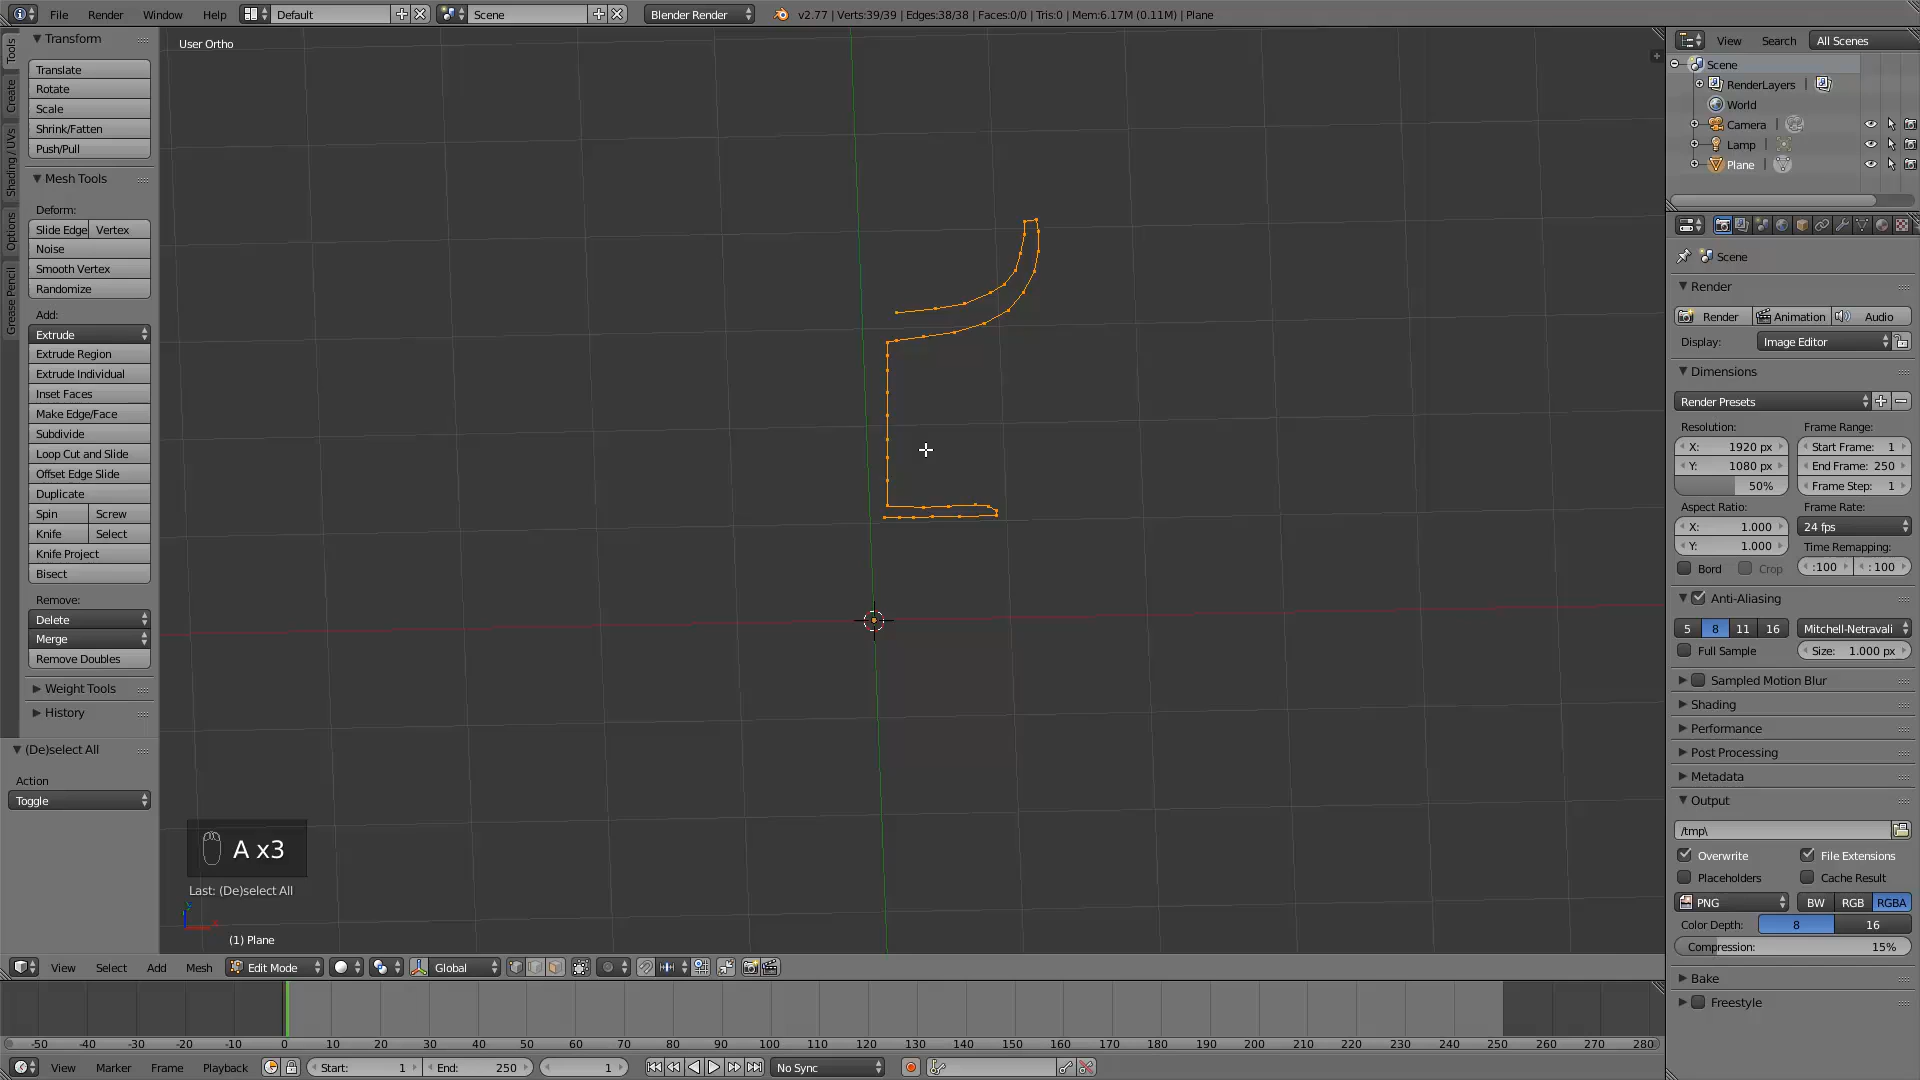 File Render Window Help Default Scene Blender Render v2.77 | Verts:39/39 | Edges:38/38 | Faces:0/0 | Tris:0 | Mem:6.17M (0.11M) | Plane
Tools
Create
Shading / UVs
Options
Grease Pencil
Transform
Translate
Rotate
Scale
Shrink/Fatten
Push/Pull
Mesh Tools
Deform:
Slide Edge Vertex
Noise
Smooth Vertex
Randomize
Add:
Extrude
Extrude Region
Extrude Individual
Inset Faces
Make Edge/Face
Subdivide
Loop Cut and Slide
Offset Edge Slide
Duplicate
Spin Screw
Knife Select
Knife Project
Bisect
Remove:
Delete
Merge
Remove Doubles
Weight Tools
History
(De)select All
Action
Toggle
User Ortho
A x3
Last: (De)select All
(1) Plane
View Select Add Mesh Edit Mode Global
-50 -40 -30 -20 -10 0 10 20 30 40 50 60 70 80 90 100 110 120 130 140 150 160 170 180 190 200 210 220 230 240 250 260 270 280
View Marker Frame Playback Start: 1 End: 250 1 No Sync
View Search All Scenes
Scene
RenderLayers |
World
Camera |
Lamp |
Plane |
Scene
Render
Render Animation Audio
Display: Image Editor
Dimensions
Render Presets
Resolution: Frame Range:
X: 1920 px Start Frame: 1
Y: 1080 px End Frame: 250
50% Frame Step: 1
Aspect Ratio: Frame Rate:
X: 1.000 24 fps
Y: 1.000 Time Remapping:
Bord Crop :100 : 100
Anti-Aliasing
5 8 11 16 Mitchell-Netravali
Full Sample Size: 1.000 px
Sampled Motion Blur
Shading
Performance
Post Processing
Metadata
Output
/tmp\
Overwrite File Extensions
Placeholders Cache Result
PNG BW RGB RGBA
Color Depth: 8 16
Compression: 15%
Bake
Freestyle